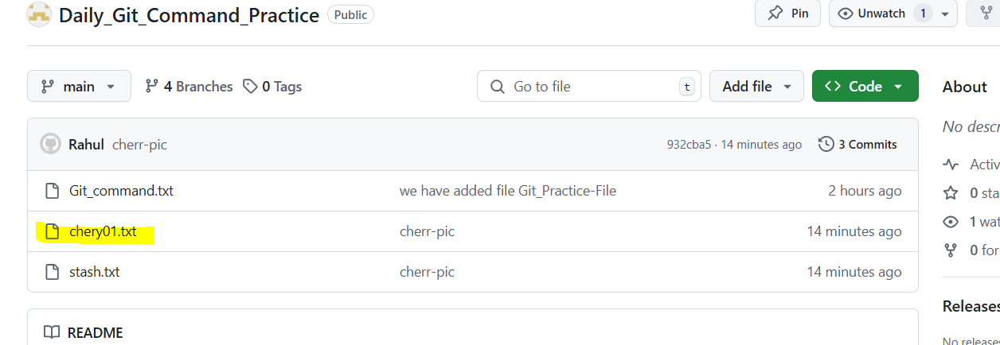 Daily_Git_Command_Practice Public Pin Unwatch 1
main 4 Branches 0 Tags Go to file t Add file Code
About
No descr
Rahul cherr-pic 932cba5 · 14 minutes ago 3 Commits
Activ
Git_command.txt we have added file Git_Practice-File 2 hours ago
0 sta
chery01.txt cherr-pic 14 minutes ago
1 wat
0 for
stash.txt cherr-pic 14 minutes ago
Releases
README
No releases